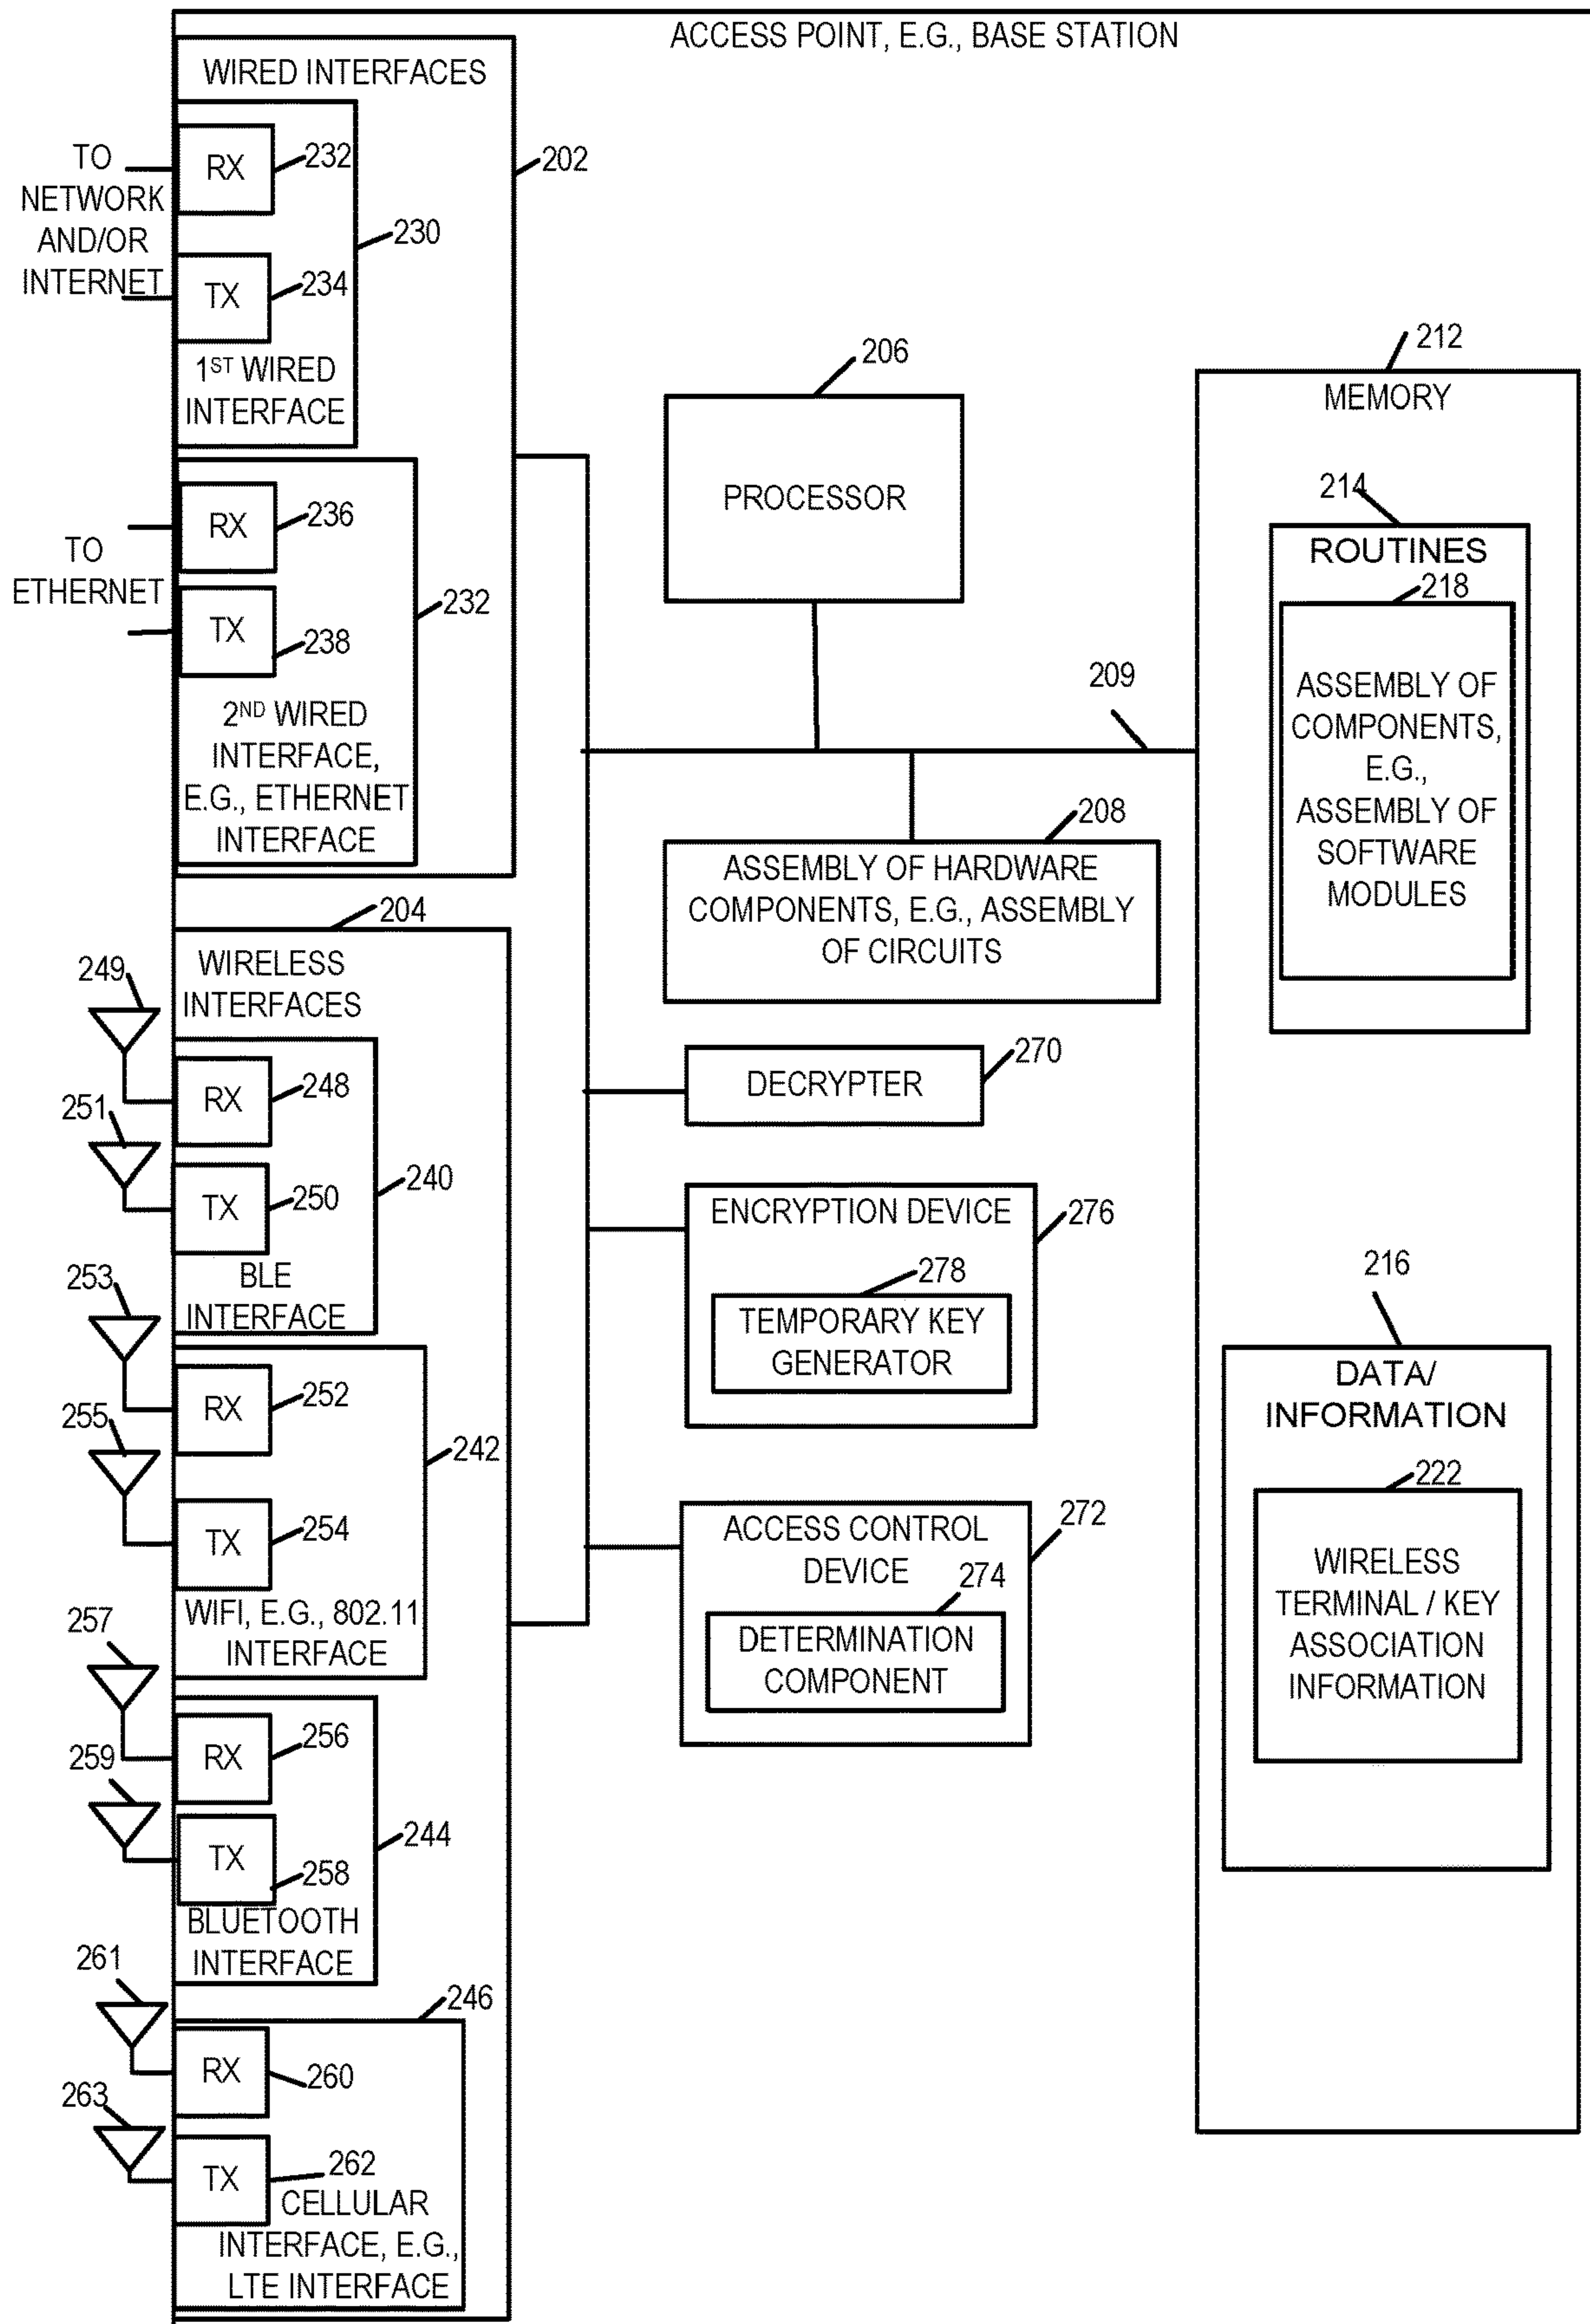 ACCESS POINT, E.G., BASE STATION
WIRED INTERFACES
RX
232
202
TO
NETWORK
AND/OR
INTERNET
230
TX
234
1ST WIRED
INTERFACE
RX
236
TO
ETHERNET
TX
238
232
2ND WIRED
INTERFACE,
E.G., ETHERNET
INTERFACE
204
WIRELESS
INTERFACES
249
RX
248
251
TX
250
240
BLE
INTERFACE
253
RX
252
255
TX
254
242
WIFI, E.G., 802.11
INTERFACE
257
RX
256
259
TX
258
244
BLUETOOTH
INTERFACE
261
246
RX
260
263
TX
262
CELLULAR
INTERFACE, E.G.,
LTE INTERFACE
206
PROCESSOR
209
208
ASSEMBLY OF HARDWARE
COMPONENTS, E.G., ASSEMBLY
OF CIRCUITS
270
DECRYPTER
ENCRYPTION DEVICE
276
278
TEMPORARY KEY
GENERATOR
ACCESS CONTROL
DEVICE
272
274
DETERMINATION
COMPONENT
212
MEMORY
214
ROUTINES
218
ASSEMBLY OF
COMPONENTS,
E.G.,
ASSEMBLY OF
SOFTWARE
MODULES
216
DATA/
INFORMATION
222
WIRELESS
TERMINAL / KEY
ASSOCIATION
INFORMATION